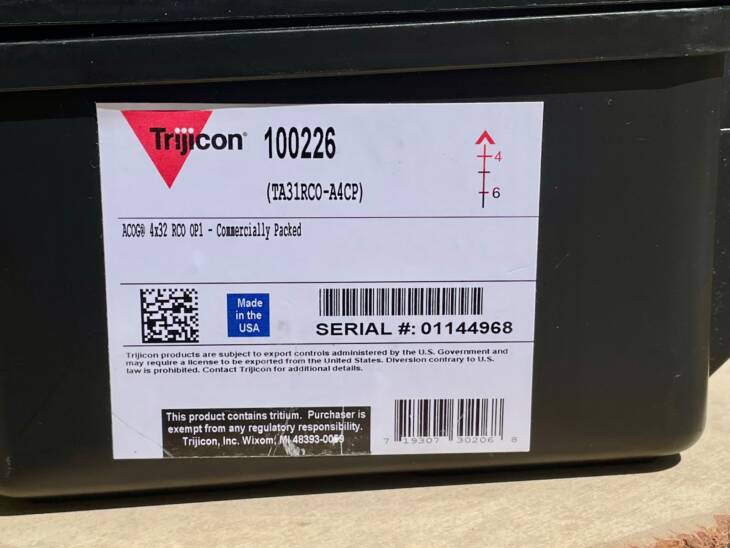 Trijicon®
100226
(TA31RCO-A4CP)
4
6
ACOG® 4x32 RCO OP1 - Commercially Packed
Made
in the
USA
SERIAL #: 01144968
Trijicon products are subject to export controls administered by the U.S. Government and
may require a license to be exported from the United States. Diversion contrary to U.S.
law is prohibited. Contact Trijicon for additional details.
This product contains tritium. Purchaser is
exempt from any regulatory responsibility.
Trijicon, Inc. Wixom, MI 48393-0059
7 19307 30206 8